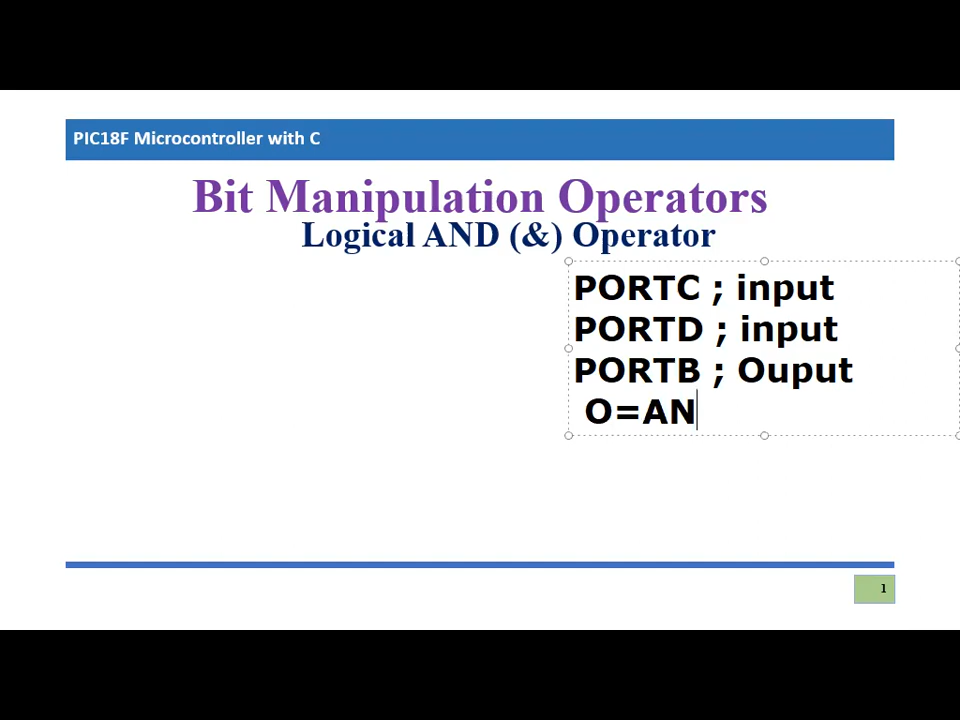 PIC18F Microcontroller with C
Bit Manipulation Operators
Logical AND (&) Operator
PORTC ; input
PORTD ; input
PORTB ; Ouput
O=AN
1